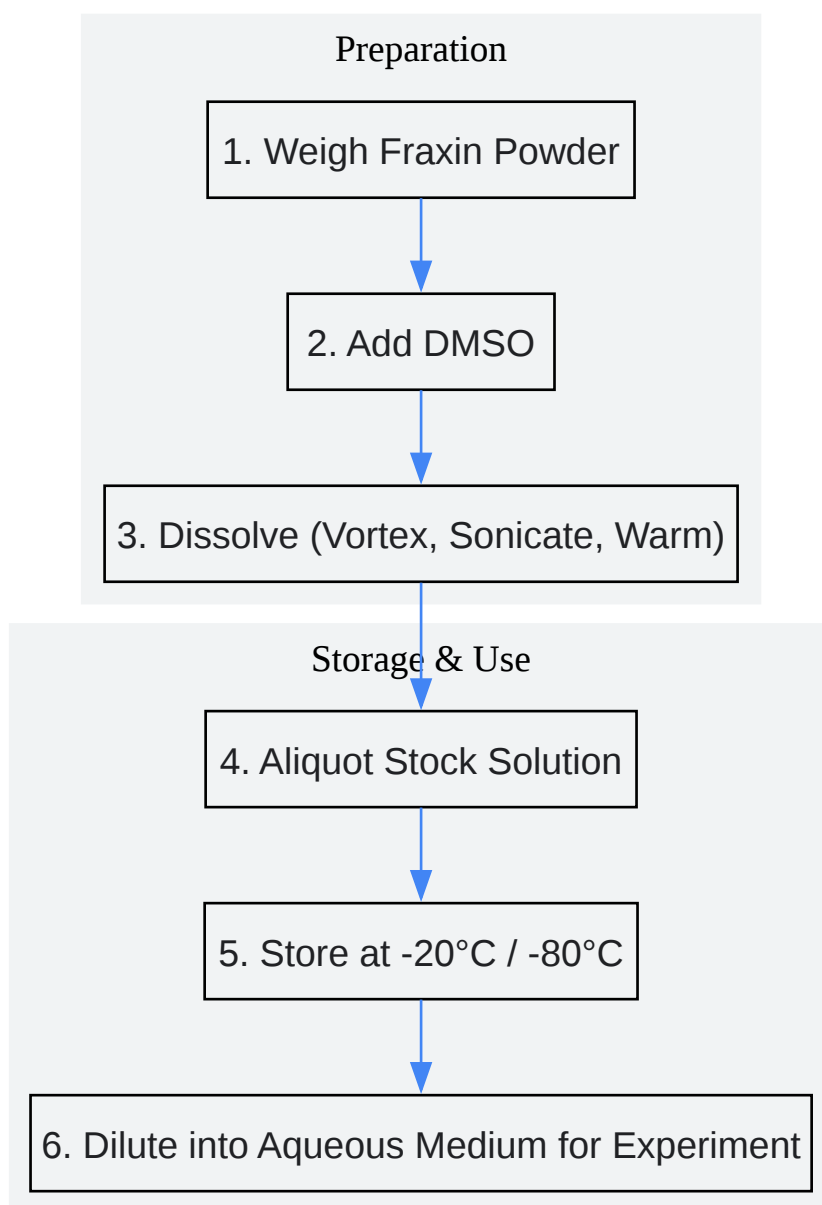 Preparation
1. Weigh Fraxin Powder
2. Add DMSO
3. Dissolve (Vortex, Sonicate, Warm)
Storage & Use
4. Aliquot Stock Solution
5. Store at -20°C / -80°C
6. Dilute into Aqueous Medium for Experiment